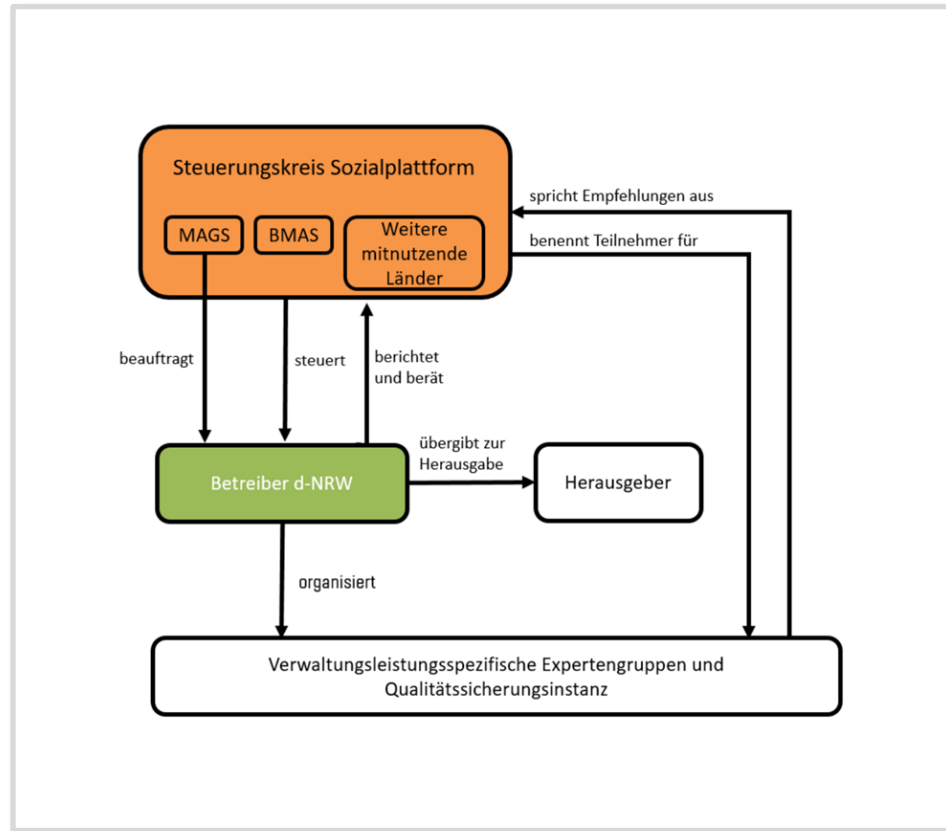 Steuerungskreis Sozialplattform
MAGS
BMAS
Weitere
mitnutzende
Länder
spricht Empfehlungen aus
benennt Teilnehmer für
beauftragt
steuert
berichtet
und berät
übergibt zur
Herausgabe
Betreiber d-NRW
Herausgeber
organisiert
Verwaltungsleistungsspezifische Expertengruppen und
Qualitätssicherungsinstanz